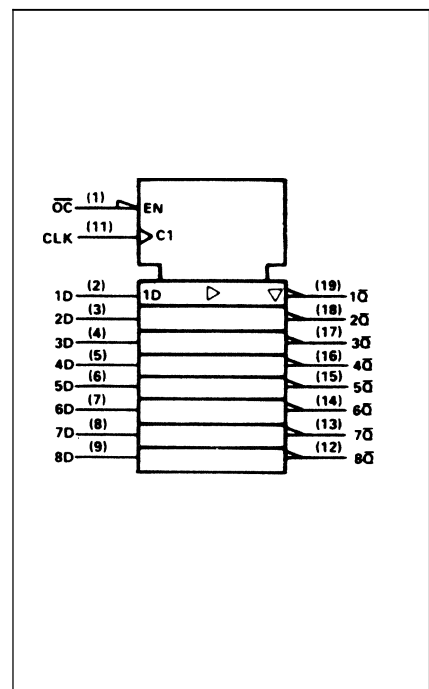 O̅C̅ (1) EN
CLK (11) C1
1D (2) 1D (19) 1Q̅
2D (3) (18) 2Q̅
3D (4) (17) 3Q̅
4D (5) (16) 4Q̅
5D (6) (15) 5Q̅
6D (7) (14) 6Q̅
7D (8) (13) 7Q̅
8D (9) (12) 8Q̅